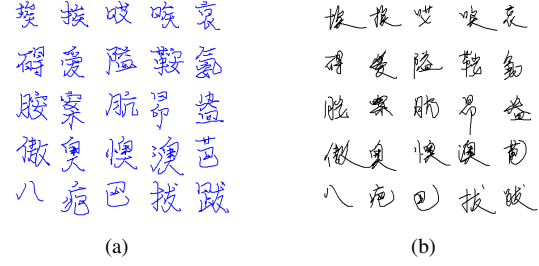 埃 挨 哎 唉 哀
碍 爱 隘 鞍 氨
胺 案 肮 昂 盎
傲 奥 懊 澳 芭
八 疤 巴 拔 跋
(a)
埃 挨 哎 唉 哀
碍 爱 隘 鞍 氨
胺 案 肮 昂 盎
傲 奥 懊 澳 芭
八 疤 巴 拔 跋
(b)